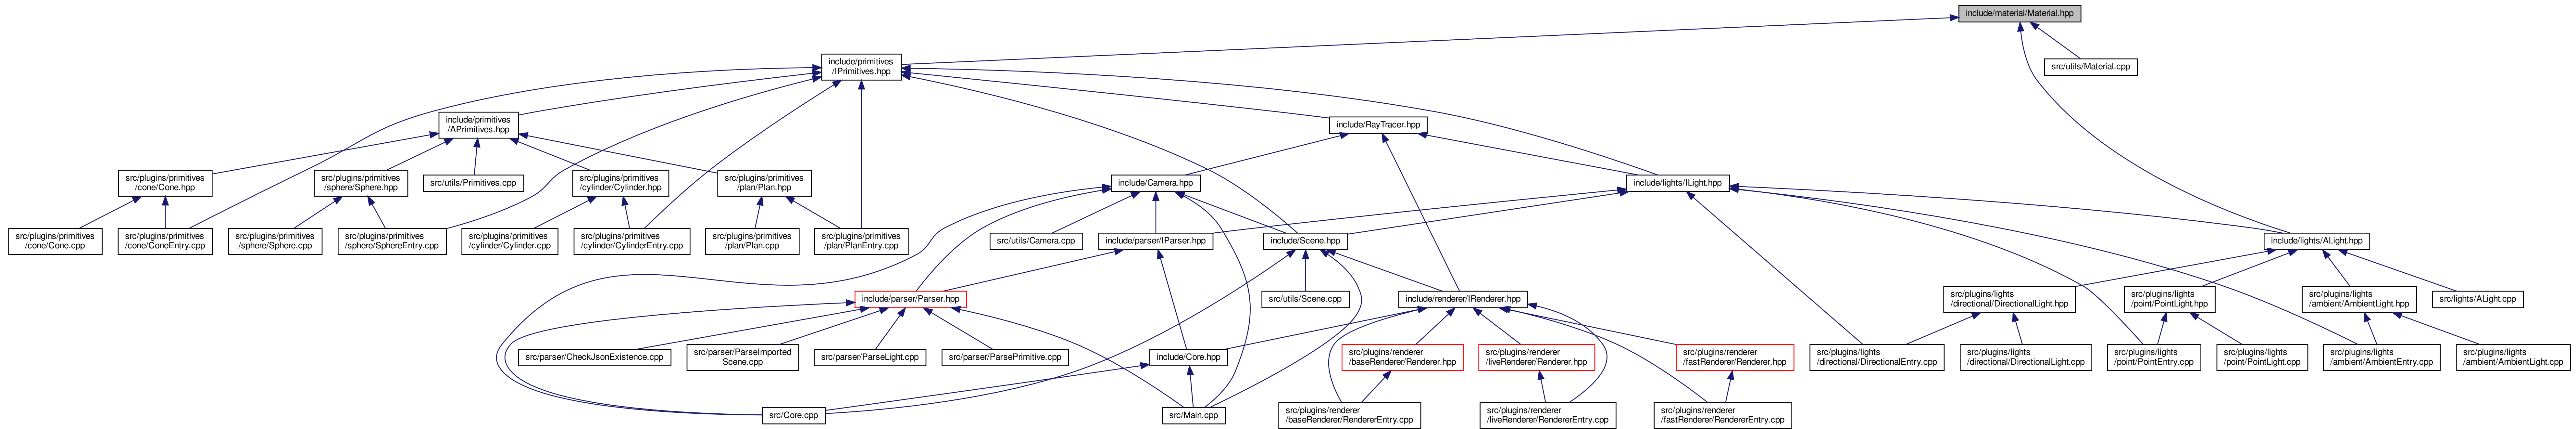 include/material/Material.hpp
include/primitives
/IPrimitives.hpp
src/utils/Material.cpp
include/primitives
/APrimitives.hpp
include/RayTracer.hpp
src/plugins/primitives
/cone/Cone.hpp
src/plugins/primitives
/sphere/Sphere.hpp
src/utils/Primitives.cpp
src/plugins/primitives
/cylinder/Cylinder.hpp
src/plugins/primitives
/plan/Plan.hpp
include/Camera.hpp
include/lights/ILight.hpp
src/plugins/primitives
/cone/Cone.cpp
src/plugins/primitives
/cone/ConeEntry.cpp
src/plugins/primitives
/sphere/Sphere.cpp
src/plugins/primitives
/sphere/SphereEntry.cpp
src/plugins/primitives
/cylinder/Cylinder.cpp
src/plugins/primitives
/cylinder/CylinderEntry.cpp
src/plugins/primitives
/plan/Plan.cpp
src/plugins/primitives
/plan/PlanEntry.cpp
src/utils/Camera.cpp
include/parser/IParser.hpp
include/Scene.hpp
include/lights/ALight.hpp
include/parser/Parser.hpp
src/utils/Scene.cpp
include/renderer/IRenderer.hpp
src/plugins/lights
/directional/DirectionalLight.hpp
src/plugins/lights
/point/PointLight.hpp
src/plugins/lights
/ambient/AmbientLight.hpp
src/lights/ALight.cpp
src/parser/CheckJsonExistence.cpp
src/parser/ParseImported
Scene.cpp
src/parser/ParseLight.cpp
src/parser/ParsePrimitive.cpp
include/Core.hpp
src/plugins/renderer
/baseRenderer/Renderer.hpp
src/plugins/renderer
/liveRenderer/Renderer.hpp
src/plugins/renderer
/fastRenderer/Renderer.hpp
src/plugins/lights
/directional/DirectionalEntry.cpp
src/plugins/lights
/directional/DirectionalLight.cpp
src/plugins/lights
/point/PointEntry.cpp
src/plugins/lights
/point/PointLight.cpp
src/plugins/lights
/ambient/AmbientEntry.cpp
src/plugins/lights
/ambient/AmbientLight.cpp
src/Core.cpp
src/Main.cpp
src/plugins/renderer
/baseRenderer/RendererEntry.cpp
src/plugins/renderer
/liveRenderer/RendererEntry.cpp
src/plugins/renderer
/fastRenderer/RendererEntry.cpp